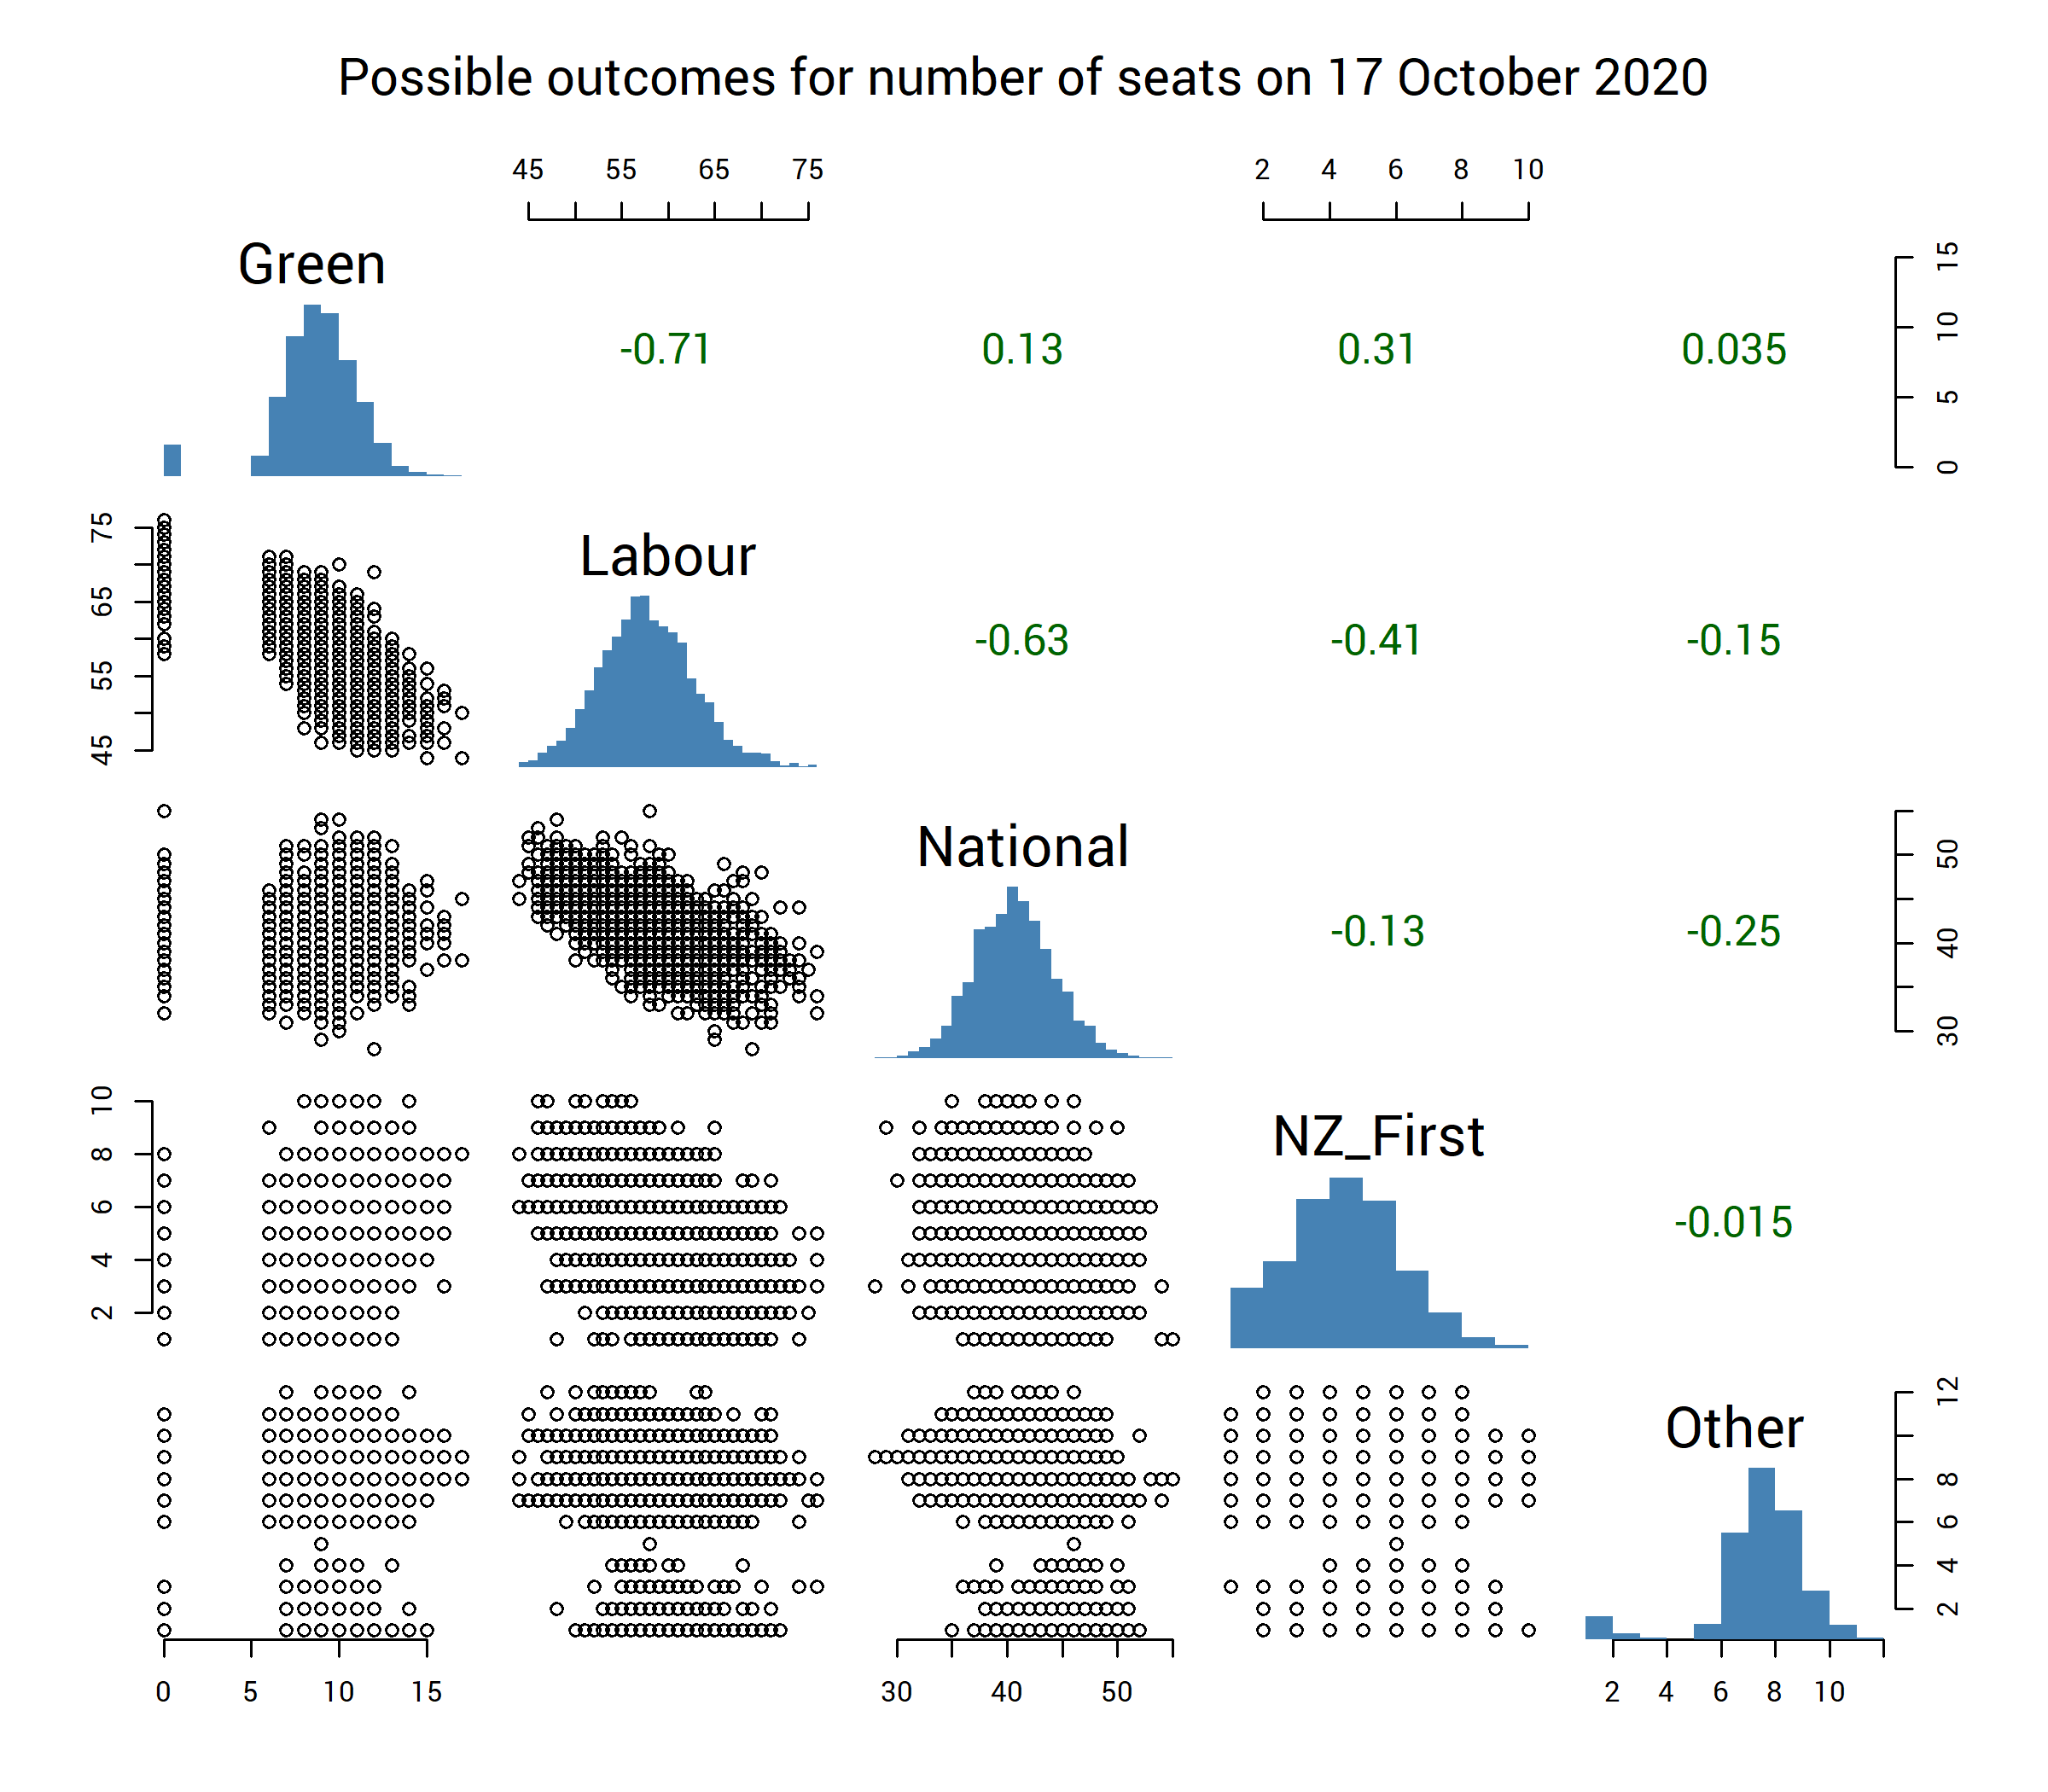 Possible outcomes for number of seats on 17 October 2020
45 55 65 75 2 4 6 8 10
Green
-0.71 0.13 0.31 0.035
0 5 10 15
45 55 65 75
Labour
-0.63 -0.41 -0.15
National
-0.13 -0.25
30 40 50
2 4 6 8 10
NZ_First
-0.015
Other
2 4 6 8 12
0 5 10 15 30 40 50 2 4 6 8 10